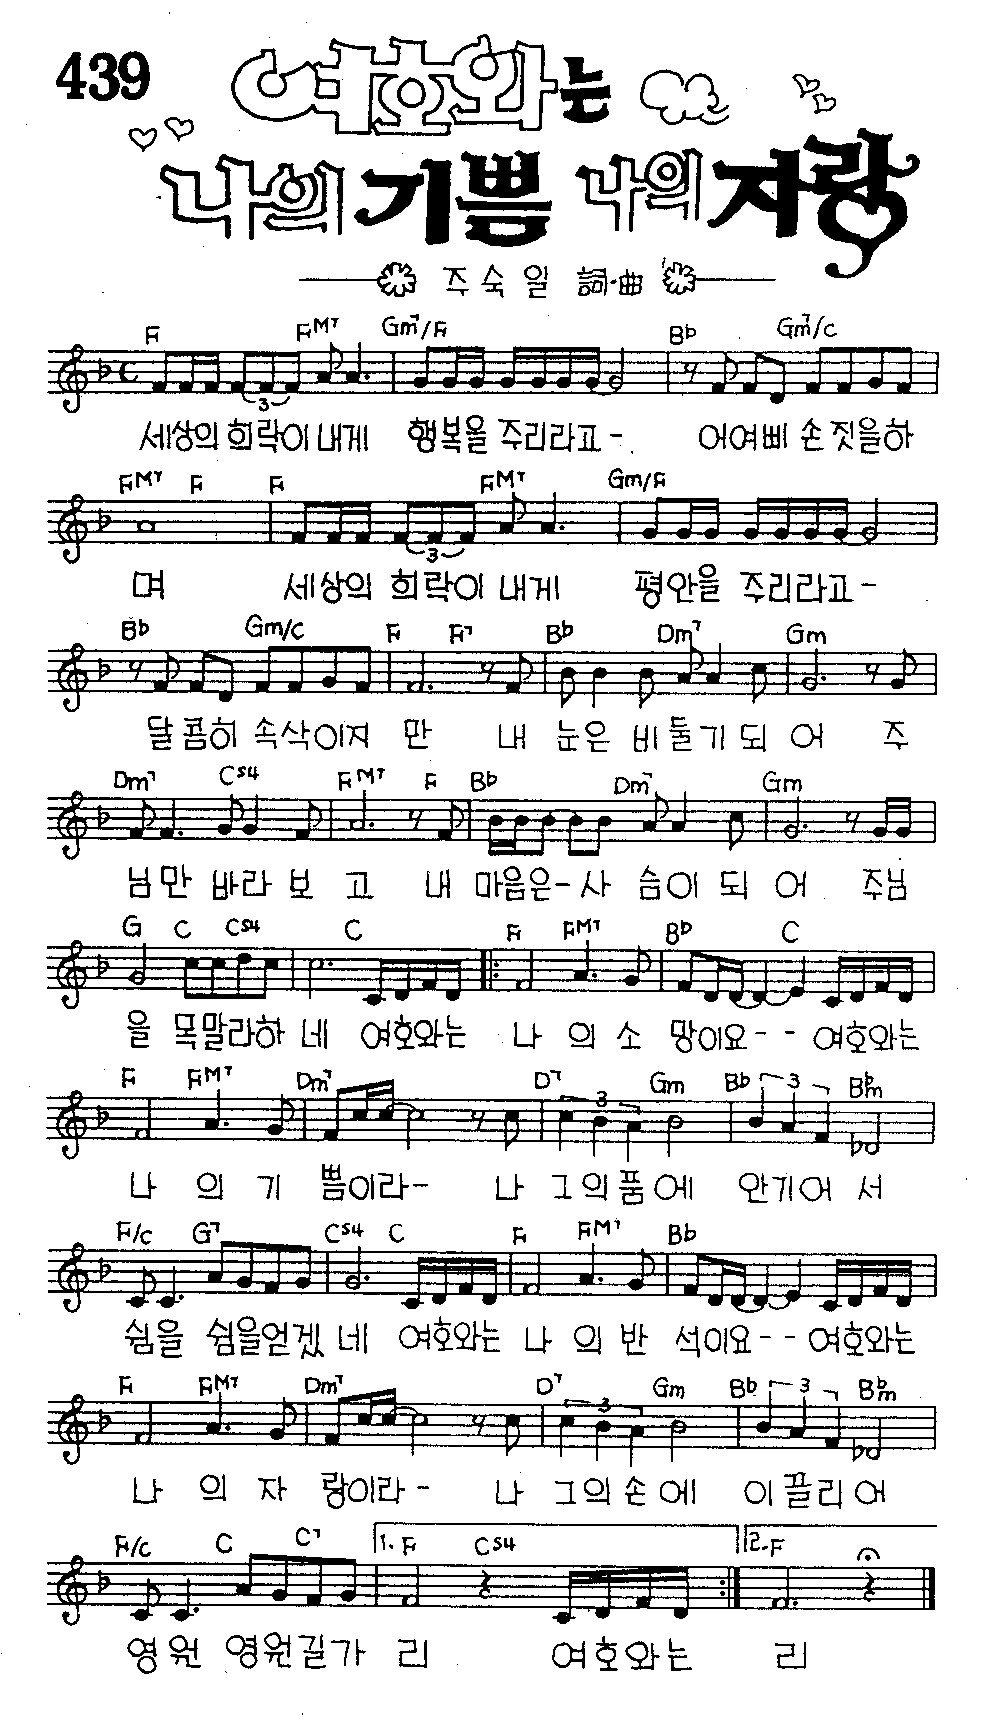 439
여호와는
나의기쁨 나의자랑
주숙일 詞·曲
F FM7 Gm7/F Bb Gm7/C
세상의 희락이 내게 행복을 주리라고- 어여삐 손짓을하
FM7 F F FM7 Gm/F
며 세상의 희락이 내게 평안을 주리라고-
Bb Gm/C F F7 Bb Dm7 Gm
달콤히 속삭이지 만 내 눈은 비둘기 되 어 주
Dm7 Cs4 FM7 F Bb Dm7 Gm
님만 바라 보 고 내 마음은- 사 슴이 되 어 주님
G C Cs4 C F FM7 Bb C
을 목말라하 네 여호와는 나 의 소 망이요-- 여호와는
F FM7 Dm7 D7 3 Gm Bb 3 Bbm
나 의 기 쁨이라- 나 그의품에 안기어 서
F/C G7 Cs4 C F FM7 Bb
쉼을 쉼을얻겠 네 여호와는 나 의 반 석이요-- 여호와는
F FM7 Dm7 D7 3 Gm Bb 3 Bbm
나 의 자 랑이라- 나 그의손에 이끌리어
F/C C C7 1. F Cs4 2. F
영원 영원길가 리 여호와는 리